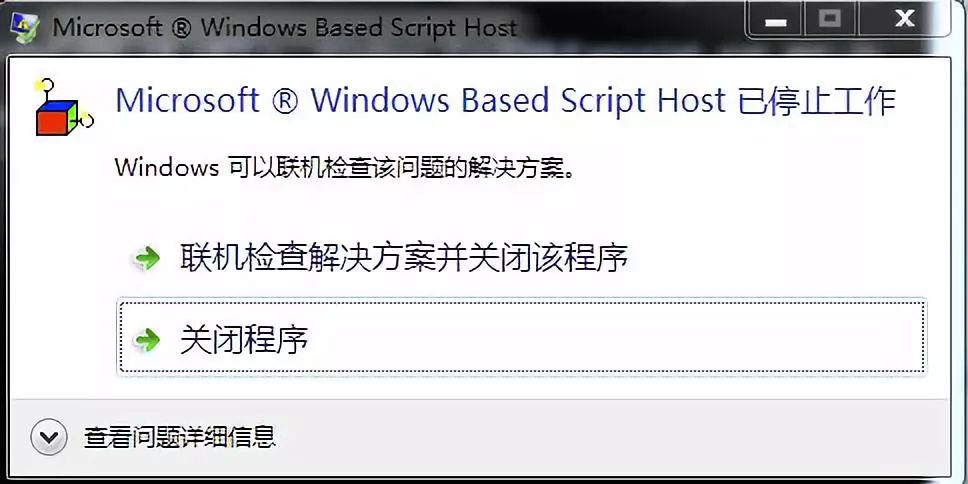 Microsoft ® Windows Based Script Host
Microsoft ® Windows Based Script Host 已停止工作
Windows 可以联机检查该问题的解决方案。
联机检查解决方案并关闭该程序
关闭程序
查看问题详细信息